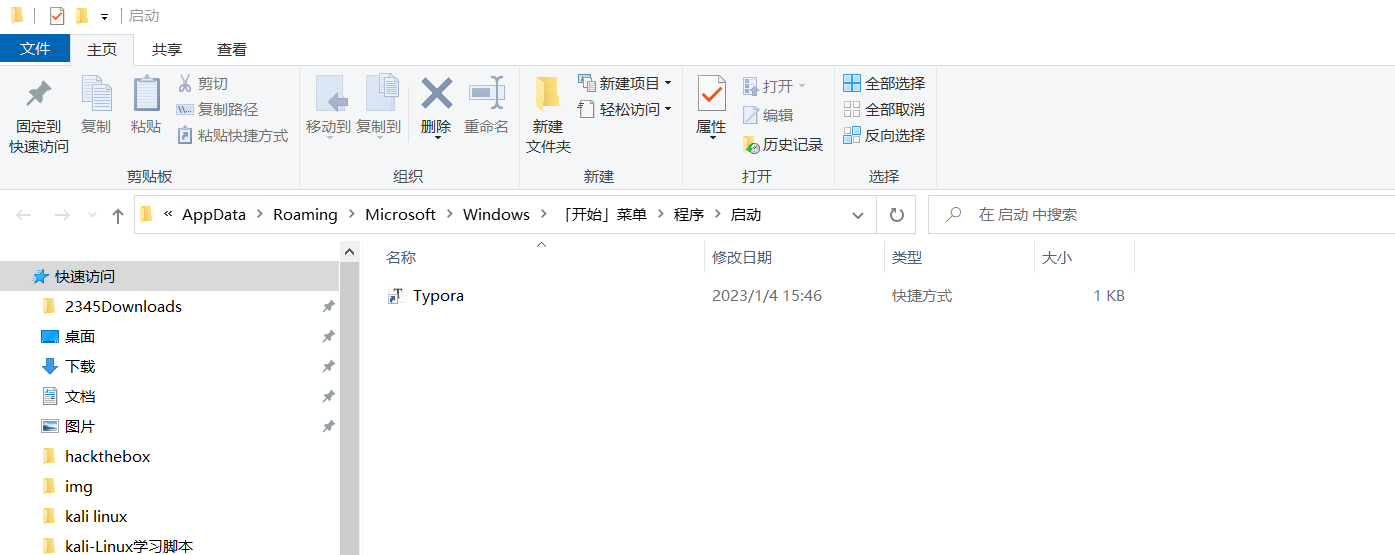 启动
文件 主页 共享 查看
固定到
快速访问
复制
粘贴
剪切
复制路径
粘贴快捷方式
剪贴板
移动到
复制到
删除
重命名
组织
新建
文件夹
新建项目
轻松访问
新建
属性
打开
编辑
历史记录
打开
全部选择
全部取消
反向选择
选择
« AppData > Roaming > Microsoft > Windows > 「开始」菜单 > 程序 > 启动
在 启动 中搜索
快速访问
2345Downloads
桌面
下载
文档
图片
hackthebox
img
kali linux
kali-Linux学习脚本
名称 修改日期 类型 大小
Typora 2023/1/4 15:46 快捷方式 1 KB